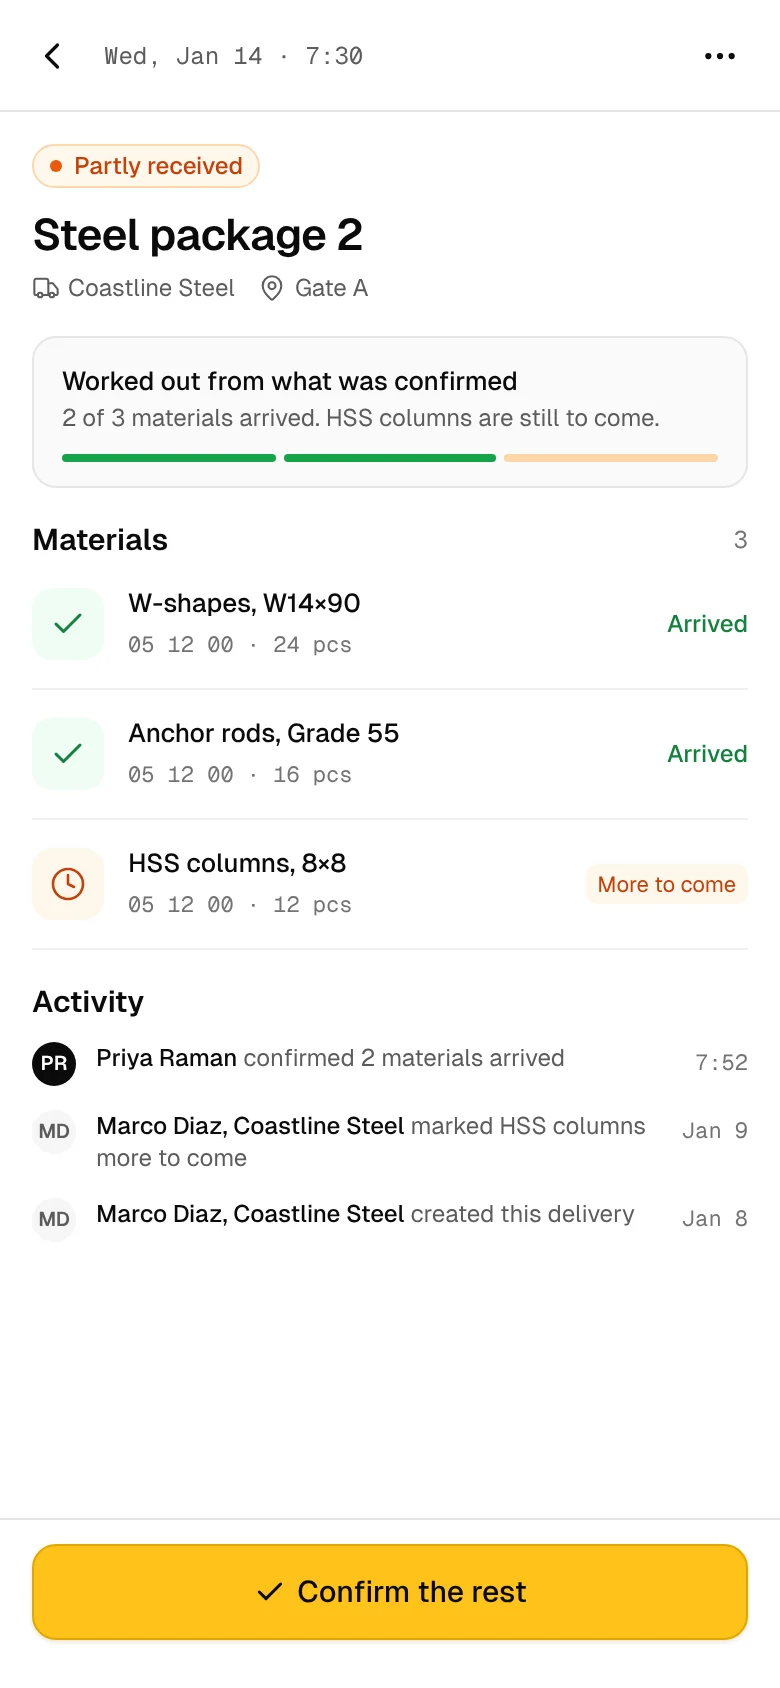 Wed, Jan 14 · 7:30
Partly received
Steel package 2
Coastline Steel Gate A
Worked out from what was confirmed
2 of 3 materials arrived. HSS columns are still to come.
Materials 3
W-shapes, W14×90
05 12 00 · 24 pcs
Arrived
Anchor rods, Grade 55
05 12 00 · 16 pcs
Arrived
HSS columns, 8×8
05 12 00 · 12 pcs
More to come
Activity
PR Priya Raman confirmed 2 materials arrived 7:52
MD Marco Diaz, Coastline Steel marked HSS columns Jan 9
more to come
MD Marco Diaz, Coastline Steel created this delivery Jan 8
Confirm the rest